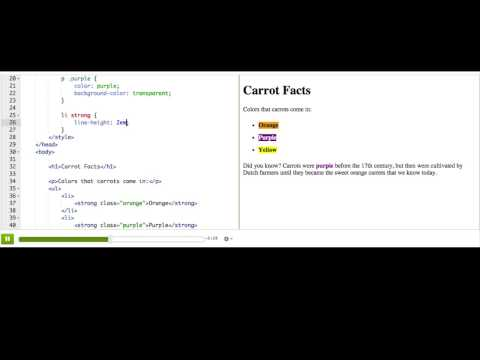 20
p .purple {
21
color: purple;
22
background-color: transparent;
23
}
24
25
li strong {
26
line-height: 2em
27
}
28
</style>
29
</head>
30
<body>
31
32
<h1>Carrot Facts</h1>
33
34
<p>Colors that carrots come in:</p>
35
<ul>
36
<li>
37
<strong class="orange">Orange</strong>
38
</li>
39
<li>
40
<strong class="purple">Purple</strong>
Carrot Facts
Colors that carrots come in:
Orange
Purple
Yellow
Did you know? Carrots were purple before the 17th century, but then were cultivated by
Dutch farmers until they became the sweet orange carrots that we know today.